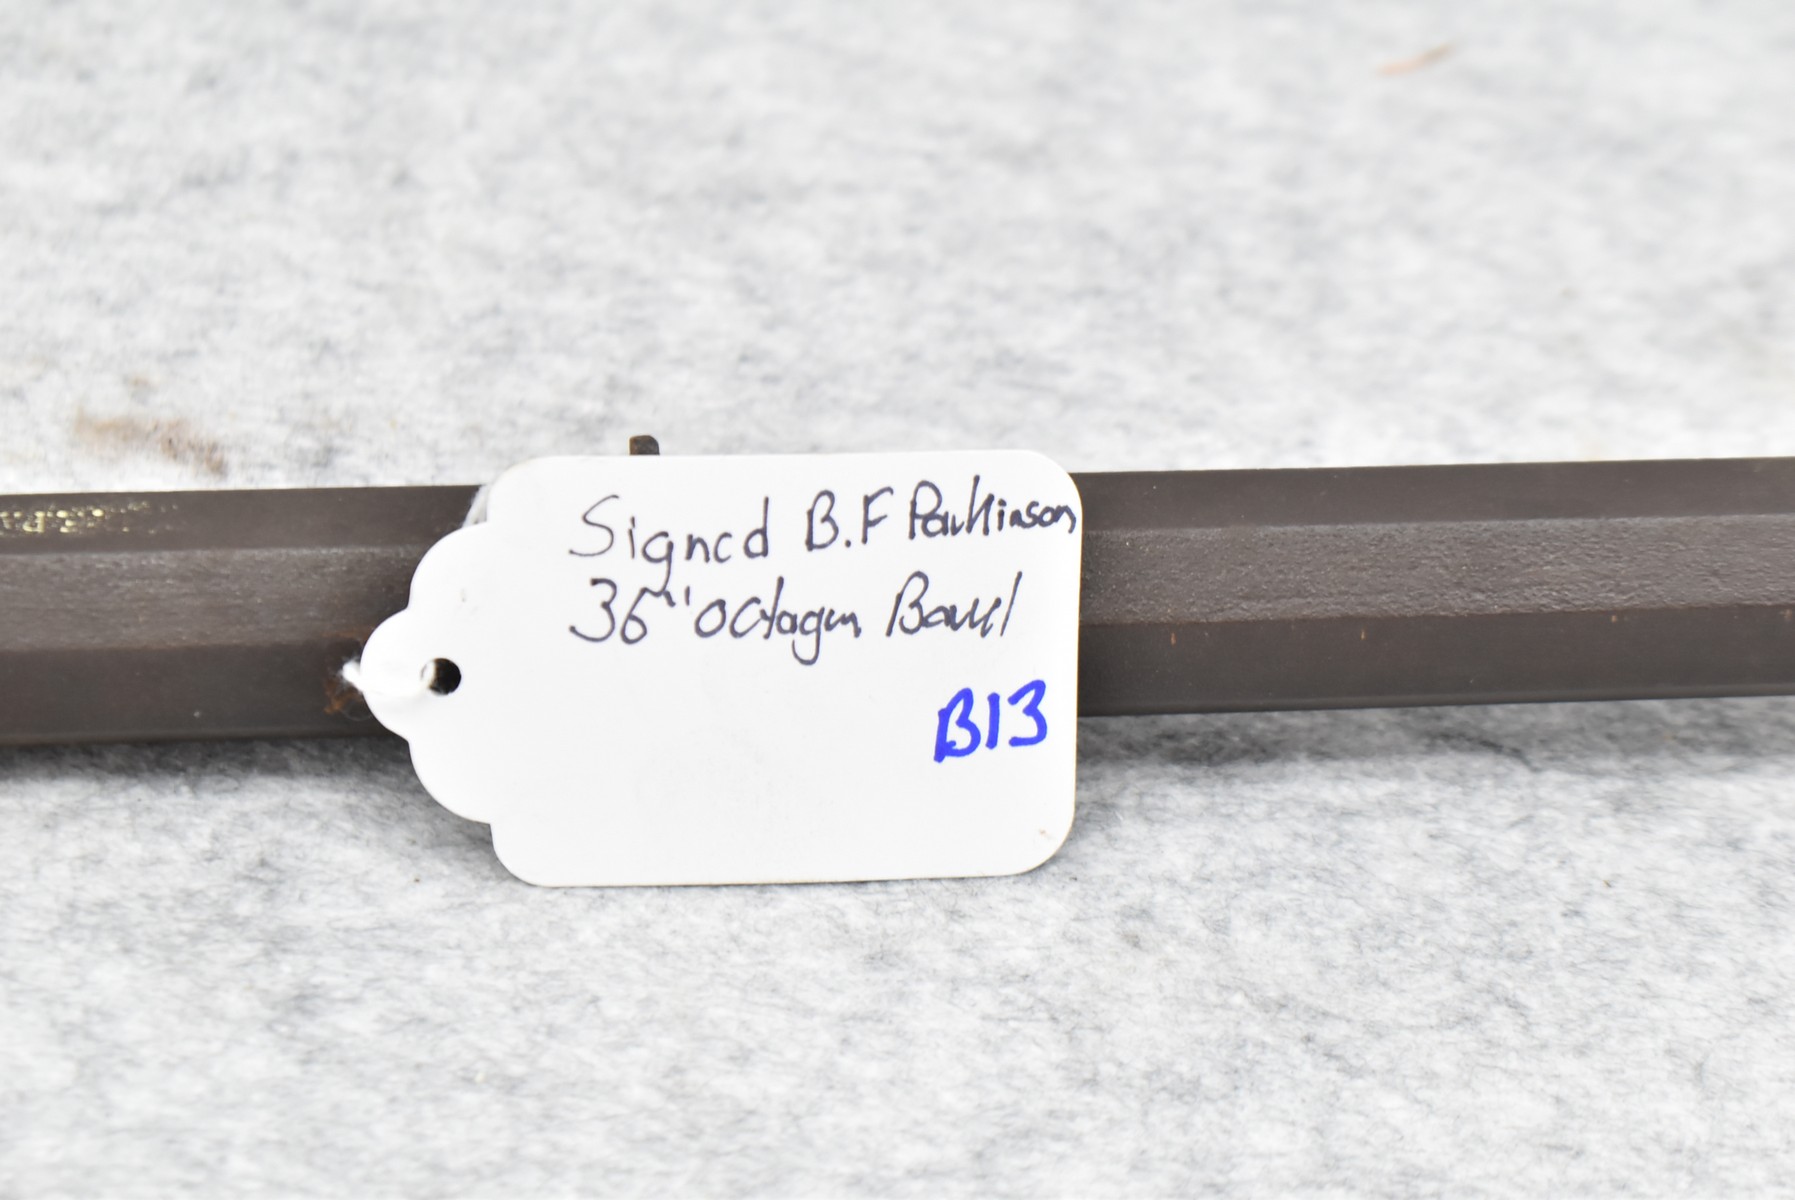 Signed B.F Parkinson
36" Octagon Barrel
B13